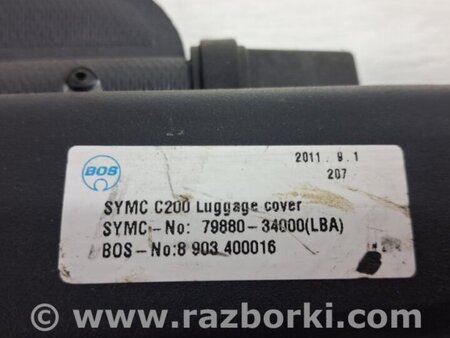 BOS
2011 . 9 . 1
207
SYMC C200 Luggage cover
SYMC-No: 79880-34000(LBA)
BOS-No:8 903 400016
© www.razborki.com